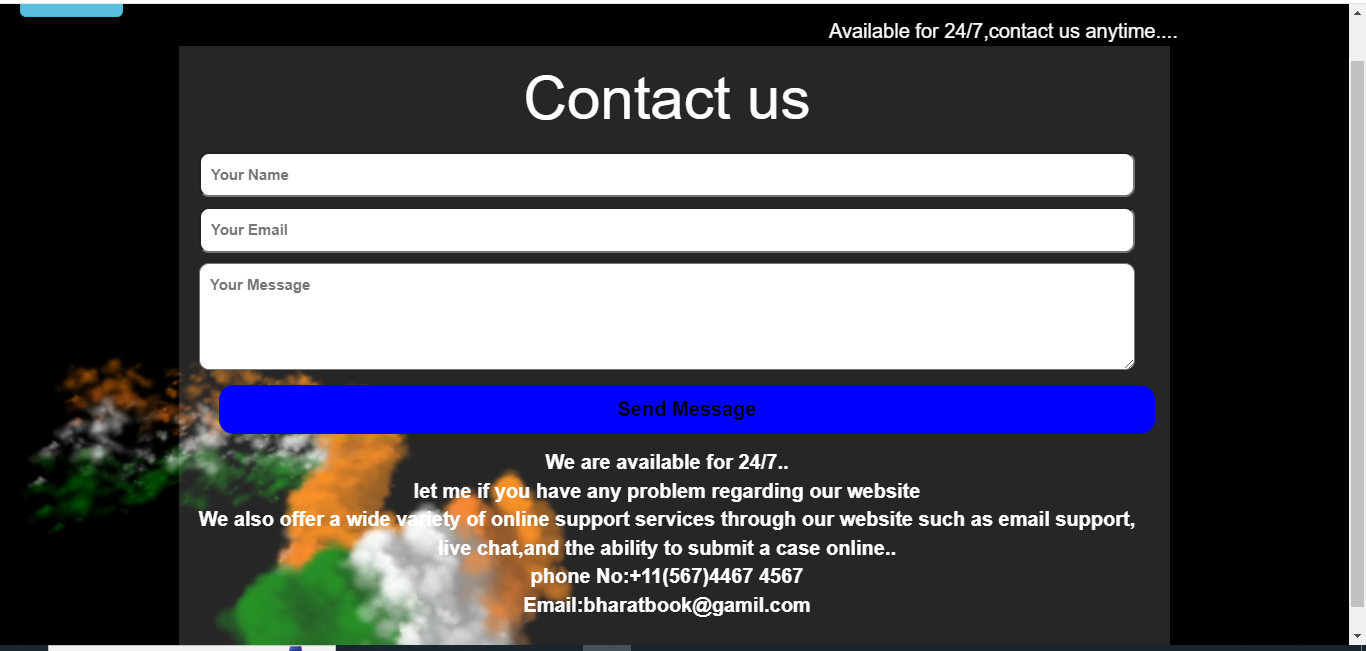 Available for 24/7,contact us anytime....
Contact us
Your Name
Your Email
Your Message
Send Message
We are available for 24/7..
let me if you have any problem regarding our website
We also offer a wide variety of online support services through our website such as email support,
live chat,and the ability to submit a case online..
phone No:+11(567)4467 4567
Email:bharatbook@gamil.com